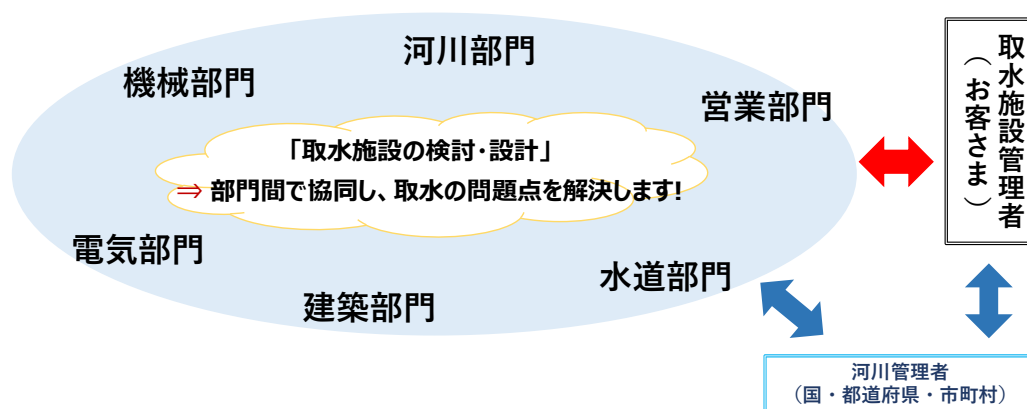 河川部門
機械部門
営業部門
「取水施設の検討・設計」
⇒ 部門間で協同し、取水の問題点を解決します!
電気部門
水道部門
建築部門
取水施設管理者
（お客さま）
河川管理者
（国・都道府県・市町村）